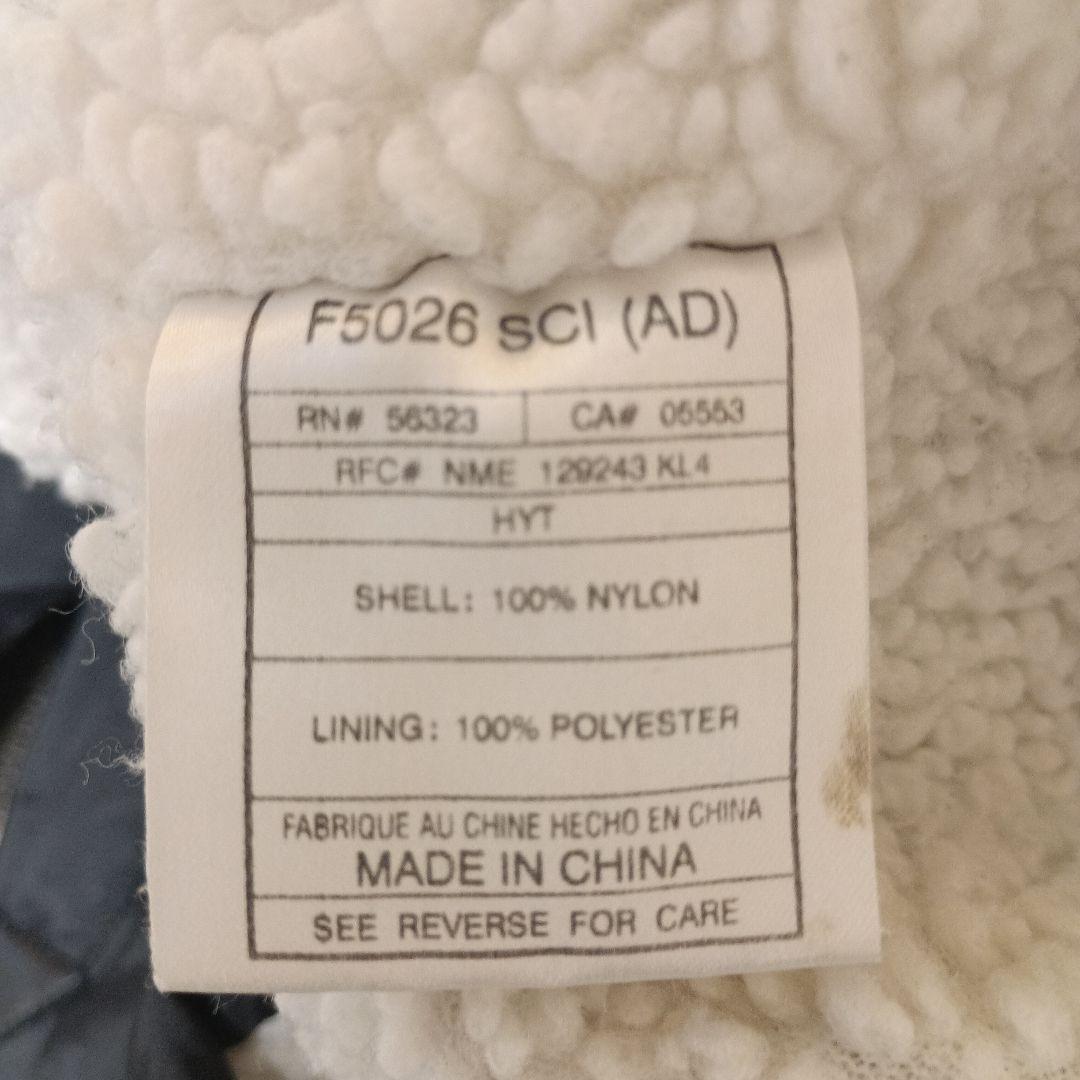 F5026 sCI (AD)
RN# 56323 CA# 05553
RFC# NME 129243 KL4
HYT
SHELL: 100% NYLON
LINING: 100% POLYESTER
FABRIQUE AU CHINE HECHO EN CHINA
MADE IN CHINA
SEE REVERSE FOR CARE